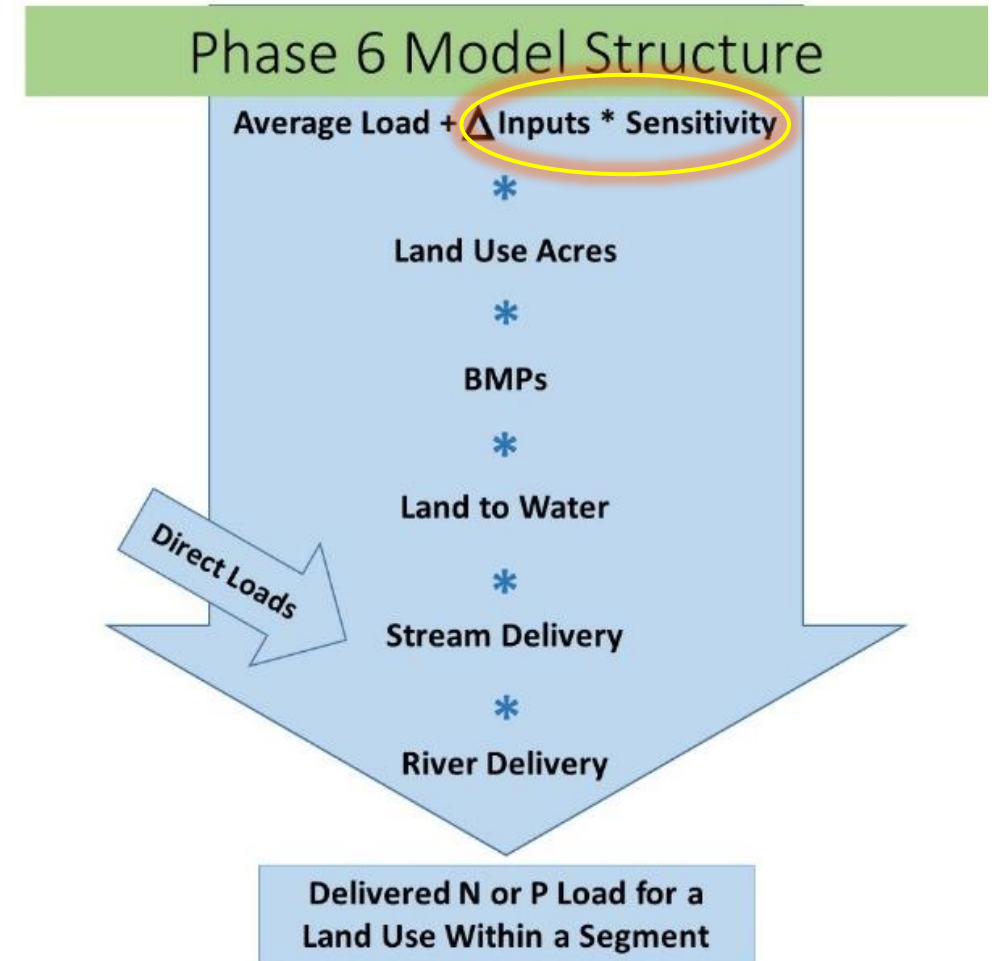 Phase 6 Model Structure
Average Load + Δ Inputs * Sensitivity
*
Land Use Acres
*
BMPs
*
Land to Water
*
Direct Loads
Stream Delivery
*
River Delivery
Delivered N or P Load for a
Land Use Within a Segment